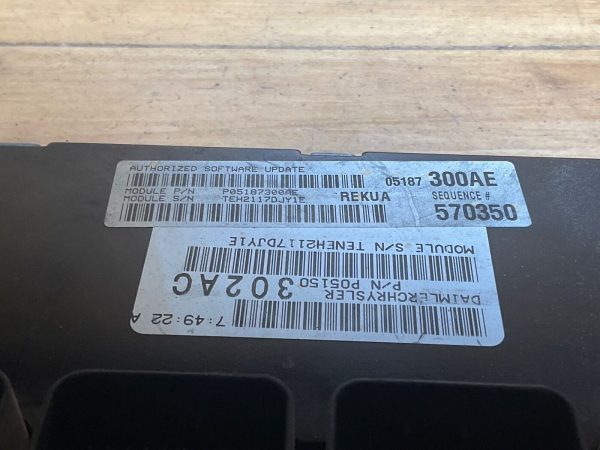 AUTHORIZED SOFTWARE UPDATE
MODULE P/N P05187300AE
MODULE S/N TEH2117DJY1E
REKUA
05187 300AE
SEQUENCE #
570350
DAIMLERCHRYSLER
P/N P05150 302AC
MODULE S/N TENEH2117DJY1E
7:49:22 A